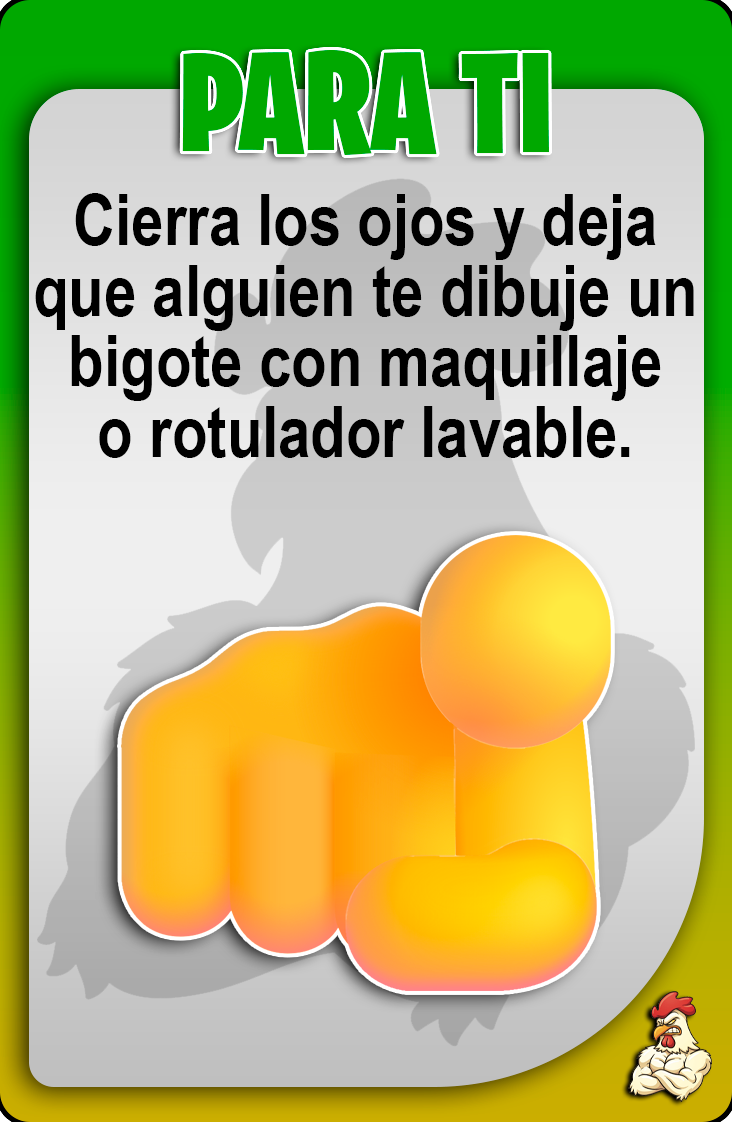 PARA TI
Cierra los ojos y deja
que alguien te dibuje un
bigote con maquillaje
o rotulador lavable.